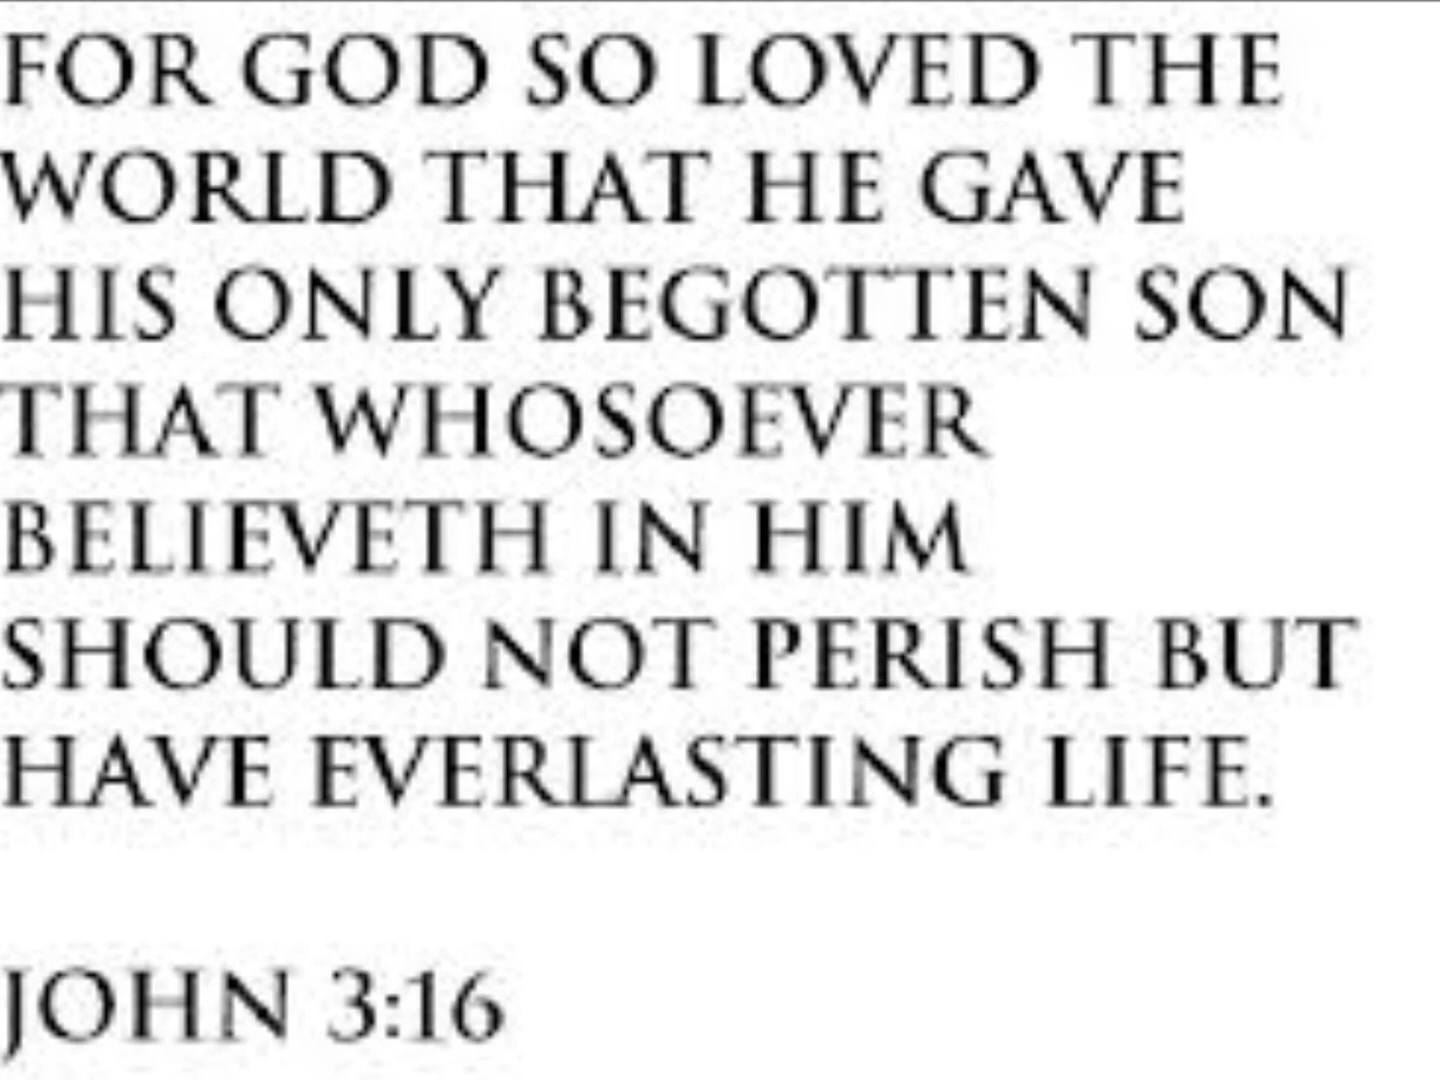 FOR GOD SO LOVED THE
WORLD THAT HE GAVE
HIS ONLY BEGOTTEN SON
THAT WHOSOEVER
BELIEVETH IN HIM
SHOULD NOT PERISH BUT
HAVE EVERLASTING LIFE.
JOHN 3:16